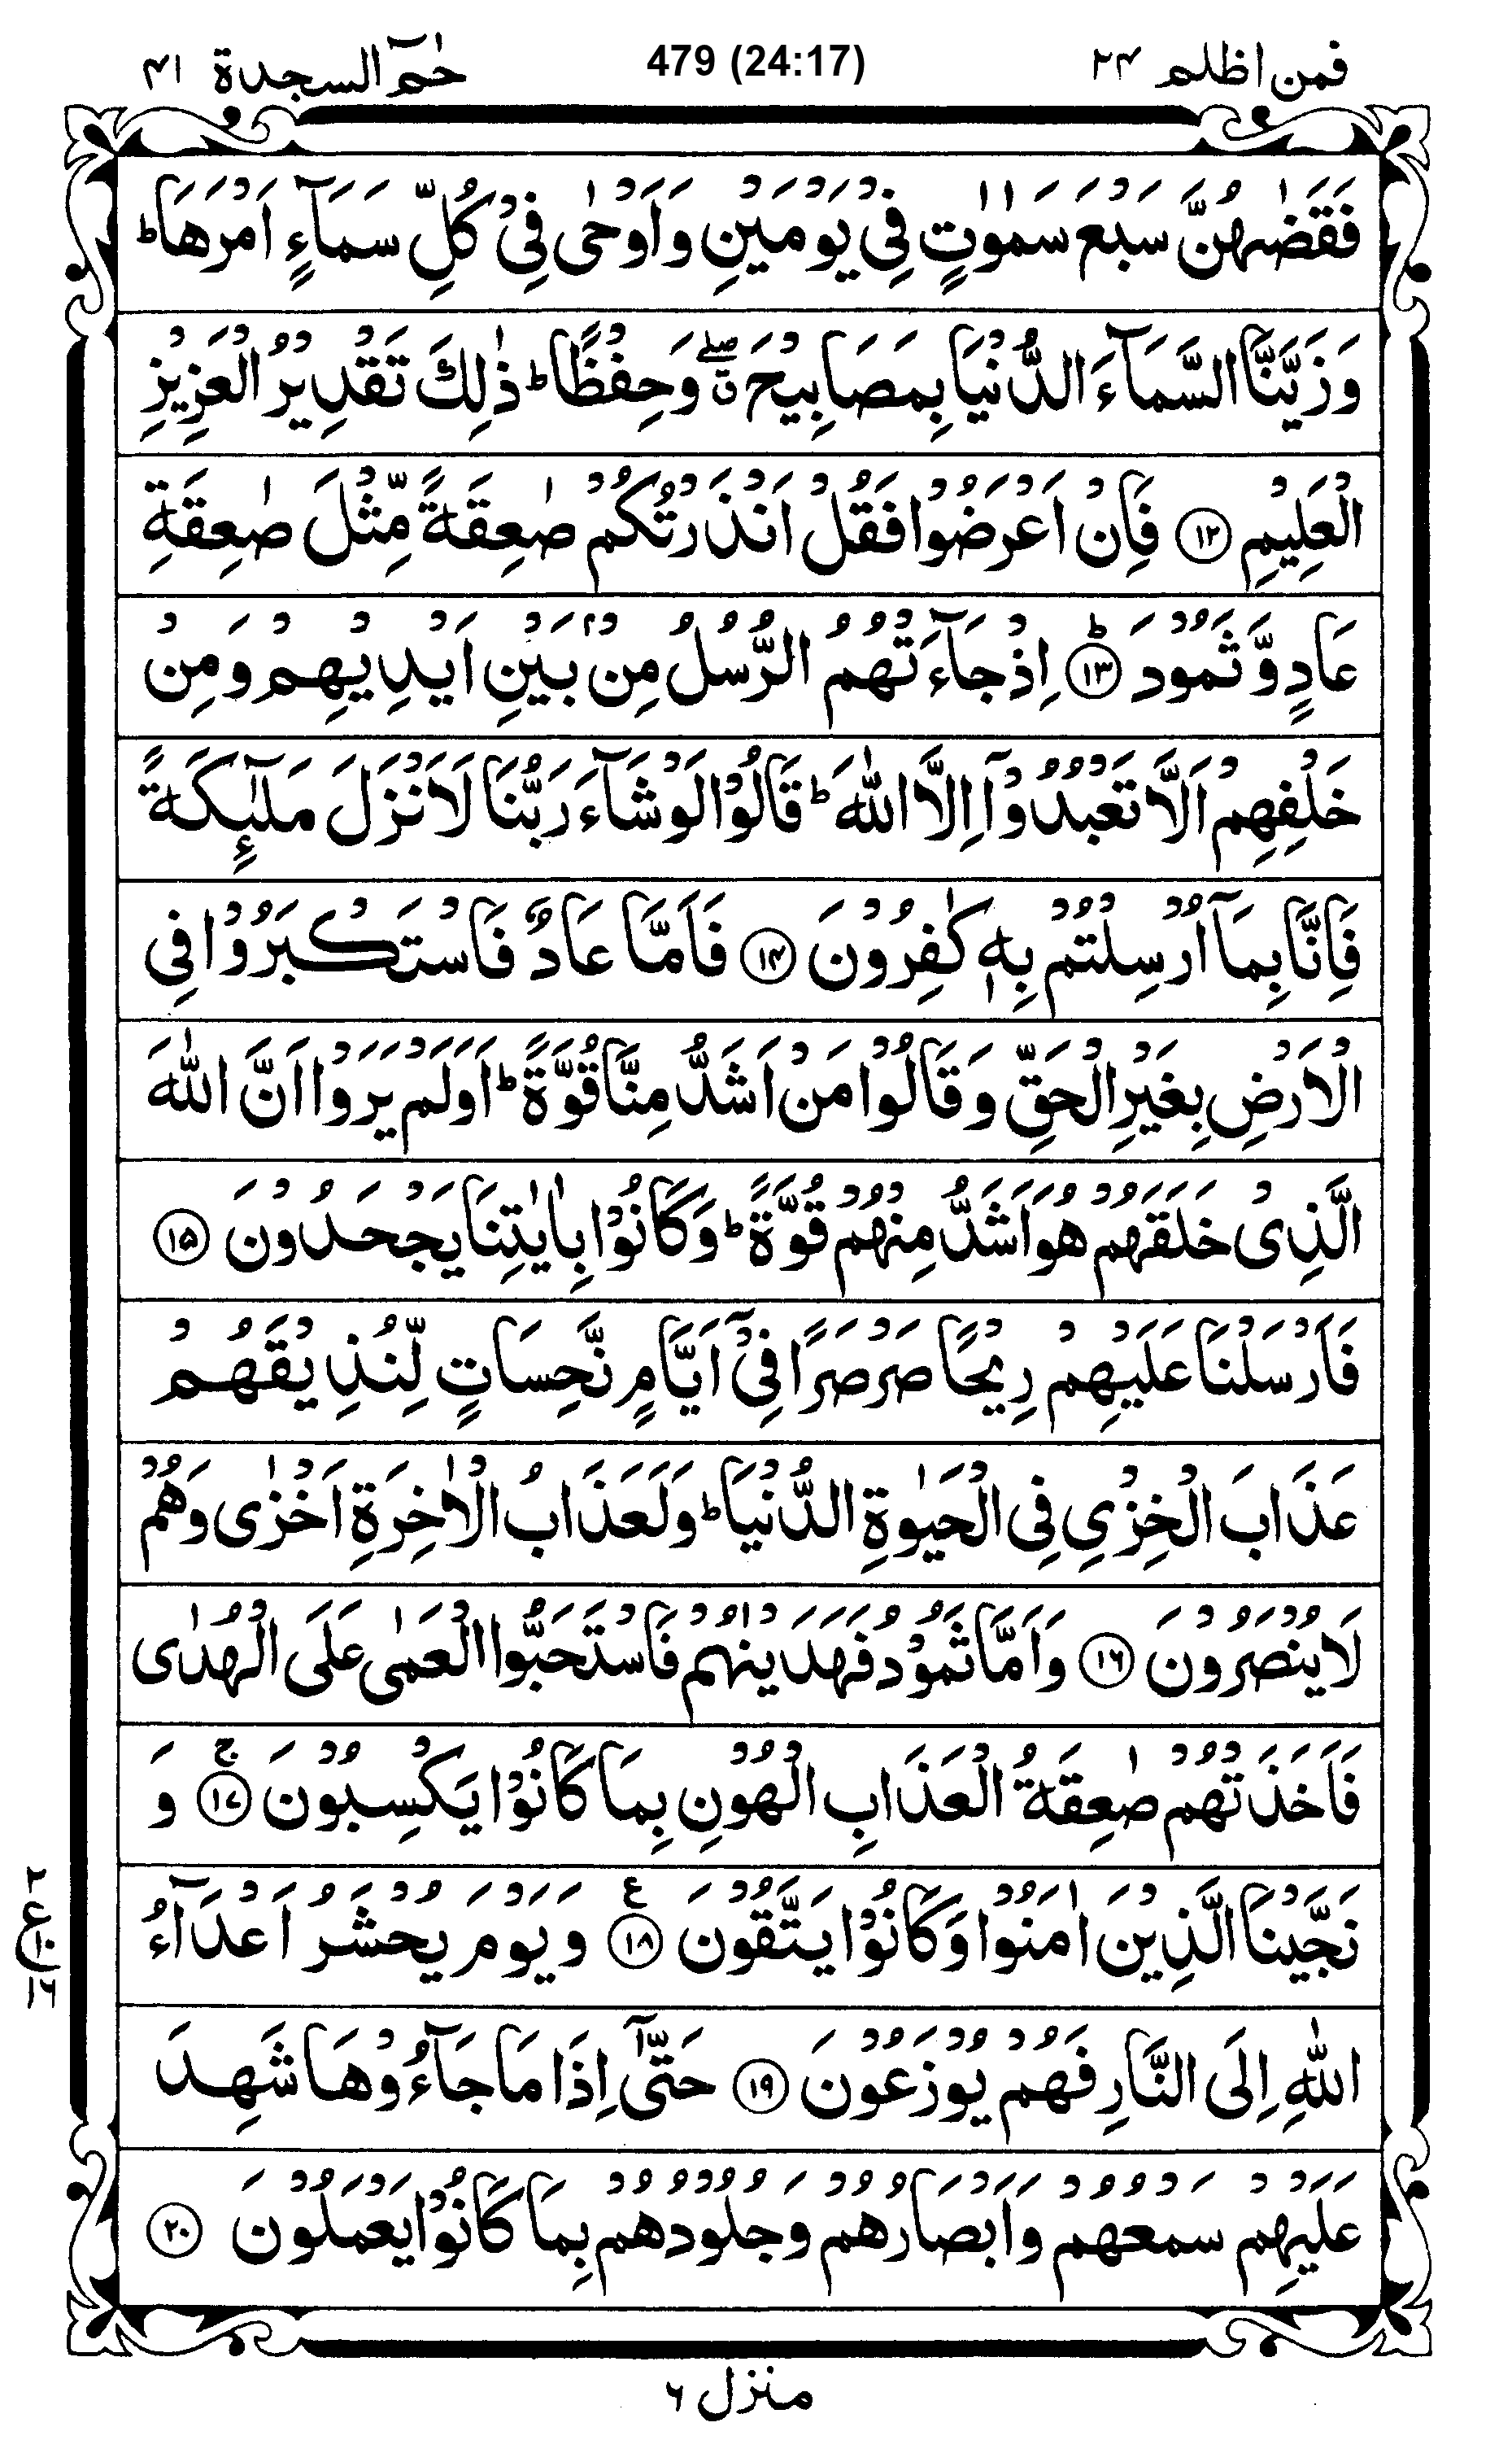 فمن اظلم ۲۴ 479 (24:17) حٰمٓ السجدة ۴۱
فَقَضٰىهُنَّ سَبْعَ سَمٰوَاتٍ فِیْ یَوْمَیْنِ وَاَوْحٰی فِیْ كُلِّ سَمَآءٍ اَمْرَهَا ؕ
وَزَیَّنَّا السَّمَآءَ الدُّنْیَا بِمَصَابِیْحَ ۖۗ وَحِفْظًا ؕ ذٰلِكَ تَقْدِیْرُ الْعَزِیْزِ
الْعَلِیْمِ ﴿۱۲﴾ فَاِنْ اَعْرَضُوْا فَقُلْ اَنْذَرْتُكُمْ صٰعِقَةً مِّثْلَ صٰعِقَةِ
عَادٍ وَّ ثَمُوْدَ ﴿ؕ۱۳﴾ اِذْ جَآءَتْهُمُ الرُّسُلُ مِنْۢ بَیْنِ اَیْدِیْهِمْ وَمِنْ
خَلْفِهِمْ اَلَّا تَعْبُدُوْۤا اِلَّا اللّٰهَ ؕ قَالُوْا لَوْ شَآءَ رَبُّنَا لَاَنْزَلَ مَلٰٓىِٕكَةً
فَاِنَّا بِمَاۤ اُرْسِلْتُمْ بِهٖ كٰفِرُوْنَ ﴿۱۴﴾ فَاَمَّا عَادٌ فَاسْتَكْبَرُوْا فِی
الْاَرْضِ بِغَیْرِ الْحَقِّ وَ قَالُوْا مَنْ اَشَدُّ مِنَّا قُوَّةً ؕ اَوَلَمْ یَرَوْا اَنَّ اللّٰهَ
الَّذِیْ خَلَقَهُمْ هُوَ اَشَدُّ مِنْهُمْ قُوَّةً ؕ وَكَانُوْا بِاٰیٰتِنَا یَجْحَدُوْنَ ﴿۱۵﴾
فَاَرْسَلْنَا عَلَیْهِمْ رِیْحًا صَرْصَرًا فِیْۤ اَیَّامٍ نَّحِسَاتٍ لِّنُذِیْقَهُمْ
عَذَابَ الْخِزْیِ فِی الْحَیٰوةِ الدُّنْیَا ؕ وَلَعَذَابُ الْاٰخِرَةِ اَخْزٰی وَهُمْ
لَا یُنْصَرُوْنَ ﴿۱۶﴾ وَاَمَّا ثَمُوْدُ فَهَدَیْنٰهُمْ فَاسْتَحَبُّوا الْعَمٰی عَلَی الْهُدٰی
فَاَخَذَتْهُمْ صٰعِقَةُ الْعَذَابِ الْهُوْنِ بِمَا كَانُوْا یَكْسِبُوْنَ ﴿ۚ۱۷﴾ وَ
نَجَّیْنَا الَّذِیْنَ اٰمَنُوْا وَكَانُوْا یَتَّقُوْنَ ﴿۱۸﴾ ع وَیَوْمَ یُحْشَرُ اَعْدَآءُ
۲ ع ۱۰ ۱۶
اللّٰهِ اِلَی النَّارِ فَهُمْ یُوْزَعُوْنَ ﴿۱۹﴾ حَتّٰۤی اِذَا مَا جَآءُوْهَا شَهِدَ
عَلَیْهِمْ سَمْعُهُمْ وَاَبْصَارُهُمْ وَجُلُوْدُهُمْ بِمَا كَانُوْا یَعْمَلُوْنَ ﴿۲۰﴾
منزل ۶